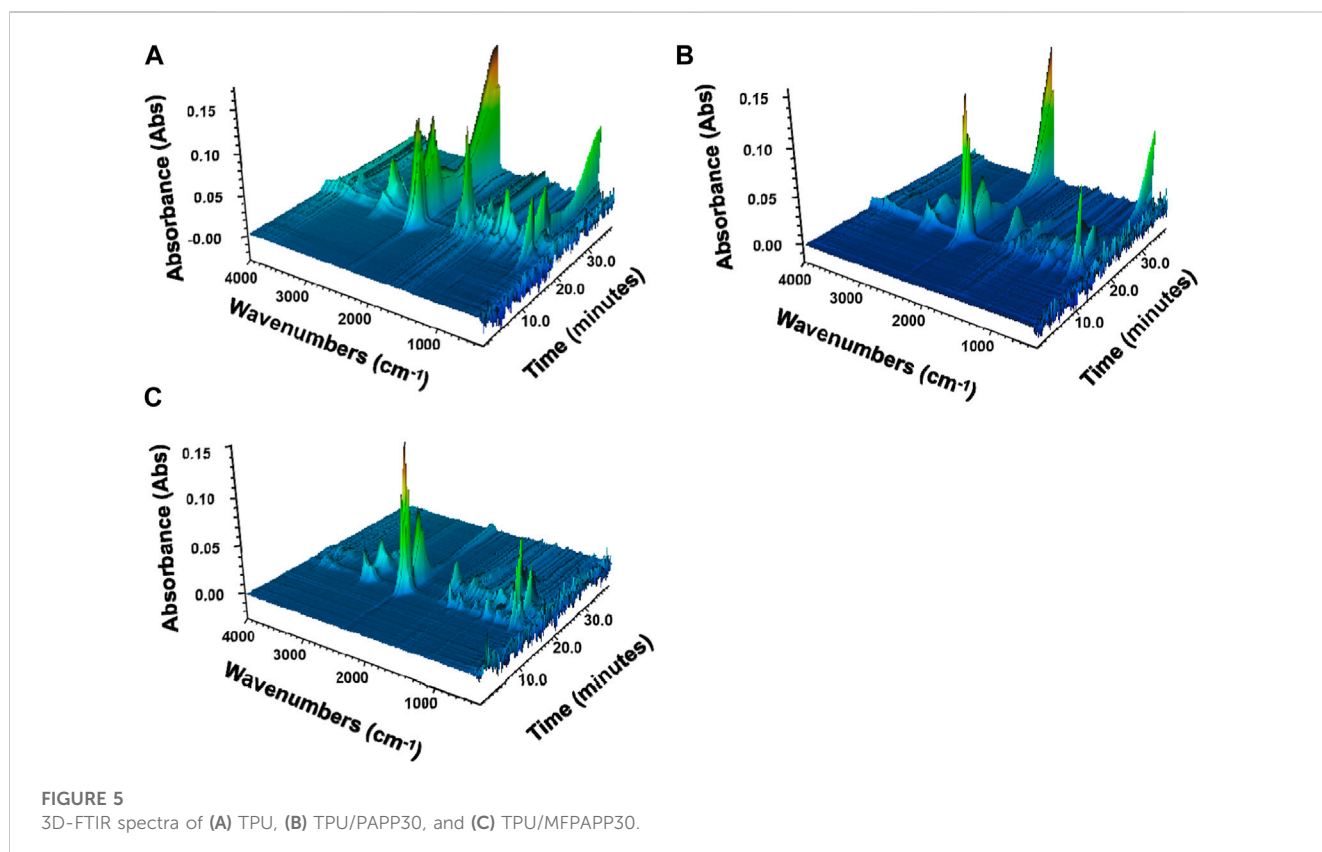 A
Absorbance (Abs)
0.15
0.10
0.05
-0.00
4000
3000
2000
1000
Wavenumbers (cm⁻¹)
10.0
20.0
30.0
Time (minutes)
B
Absorbance (Abs)
0.15
0.10
0.05
0.00
4000
3000
2000
1000
Wavenumbers (cm⁻¹)
10.0
20.0
30.0
Time (minutes)
C
Absorbance (Abs)
0.15
0.10
0.05
0.00
4000
3000
2000
1000
Wavenumbers (cm⁻¹)
10.0
20.0
30.0
Time (minutes)
FIGURE 5
3D-FTIR spectra of (A) TPU, (B) TPU/PAPP30, and (C) TPU/MFPAPP30.